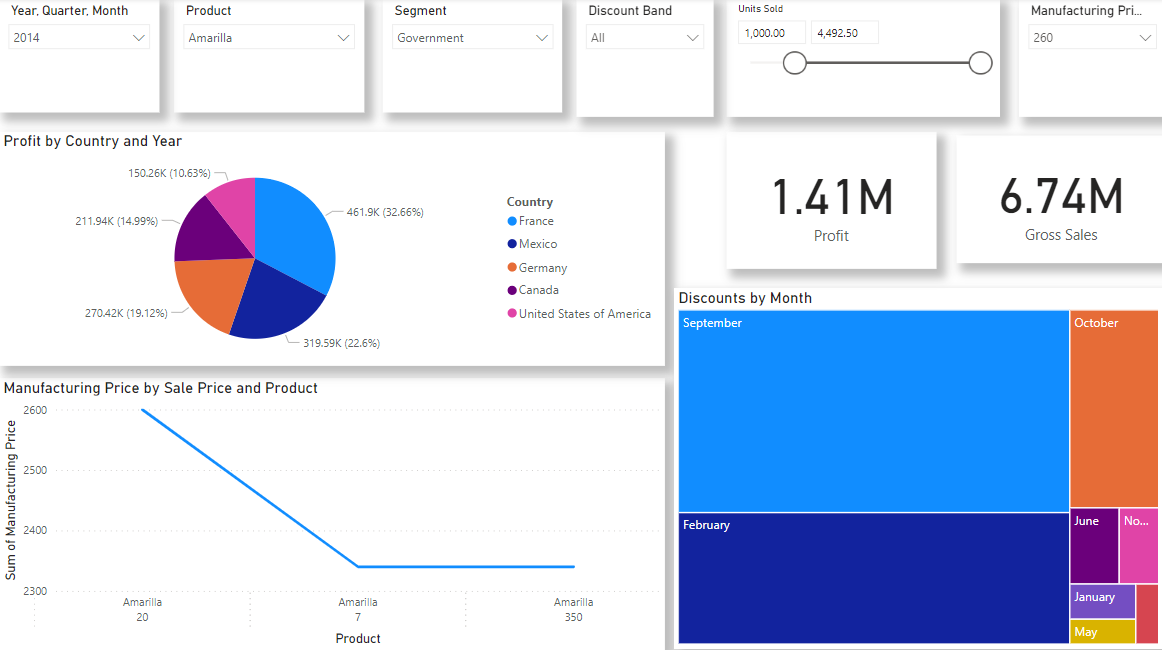 Year, Quarter, Month
2014
Product
Amarilla
Segment
Government
Discount Band
All
Units Sold
1,000.00
4,492.50
Manufacturing Pri...
260
Profit by Country and Year
150.26K (10.63%)
461.9K (32.66%)
211.94K (14.99%)
270.42K (19.12%)
319.59K (22.6%)
Country
France
Mexico
Germany
Canada
United States of America
1.41M
Profit
6.74M
Gross Sales
Manufacturing Price by Sale Price and Product
Sum of Manufacturing Price
2600
2500
2400
2300
Amarilla
20
Amarilla
7
Amarilla
350
Product
Discounts by Month
September
October
February
June
No...
January
May